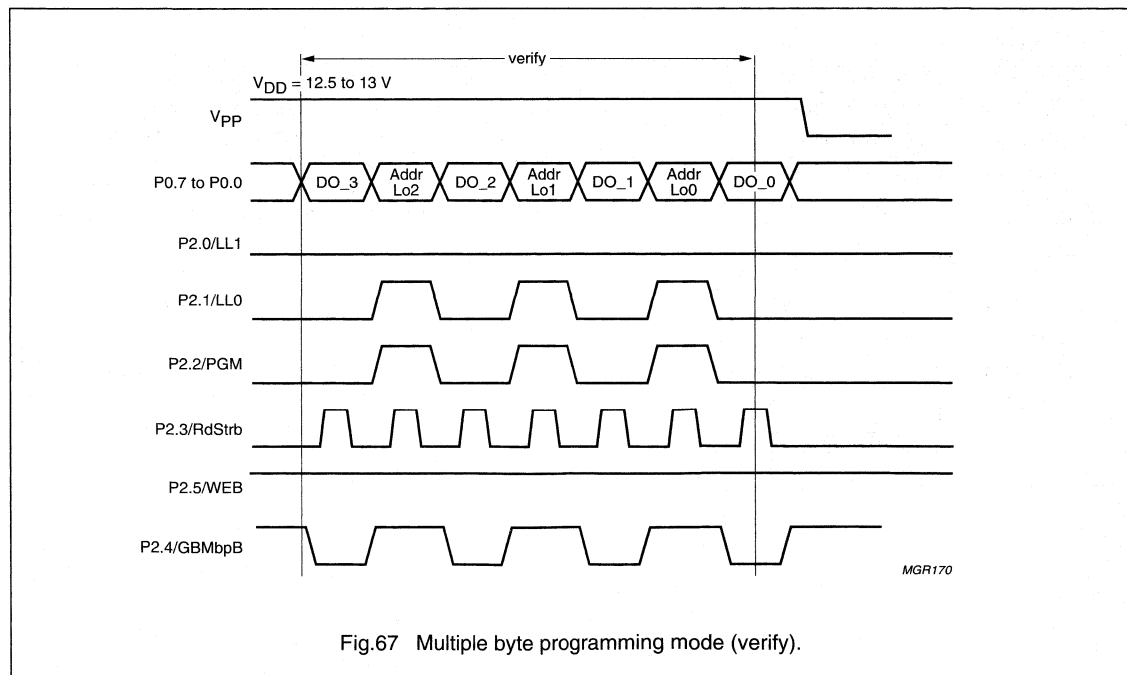 verify
VDD = 12.5 to 13 V
VPP
P0.7 to P0.0
DO_3
Addr
Lo2
DO_2
Addr
Lo1
DO_1
Addr
Lo0
DO_0
P2.0/LL1
P2.1/LL0
P2.2/PGM
P2.3/RdStrb
P2.5/WEB
P2.4/GBMbpB
MGR170
Fig.67 Multiple byte programming mode (verify).